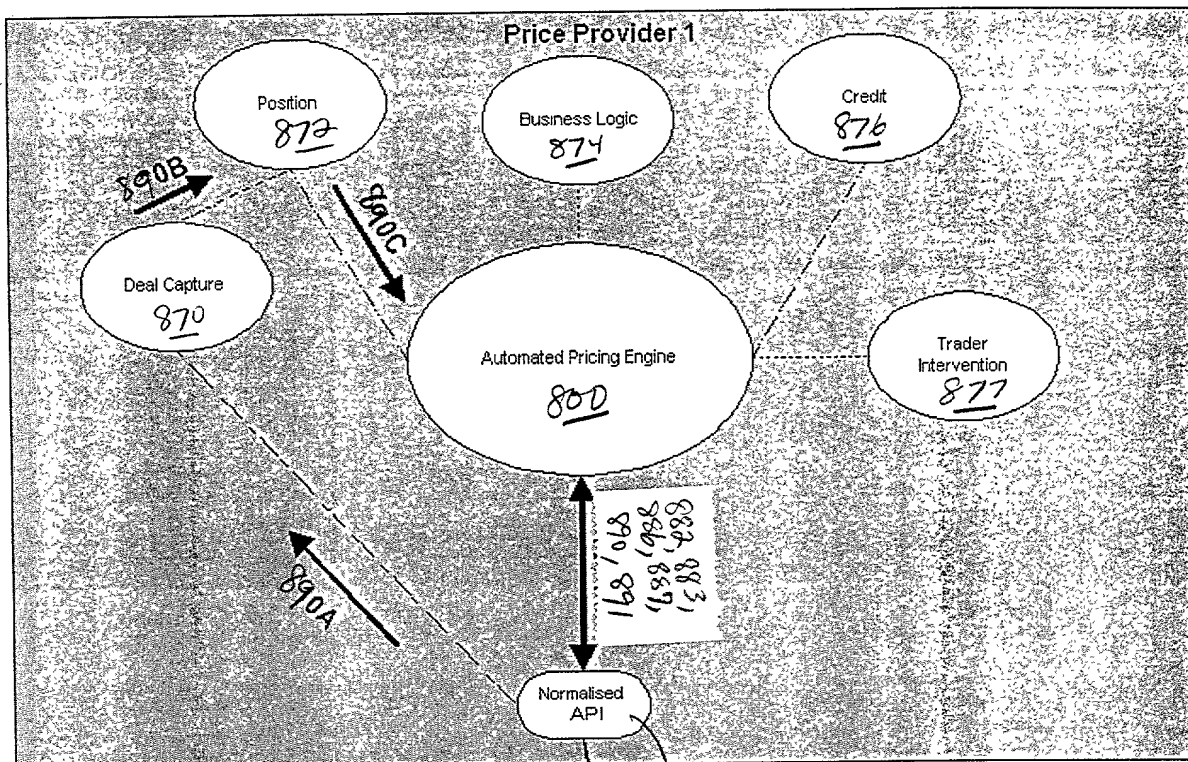 Price Provider 1
Position
872
Business Logic
874
Credit
876
890B
890C
Deal Capture
870
Automated Pricing Engine
800
Trader
Intervention
877
882, 883,
886, 889,
890, 891
890A
Normalised
API